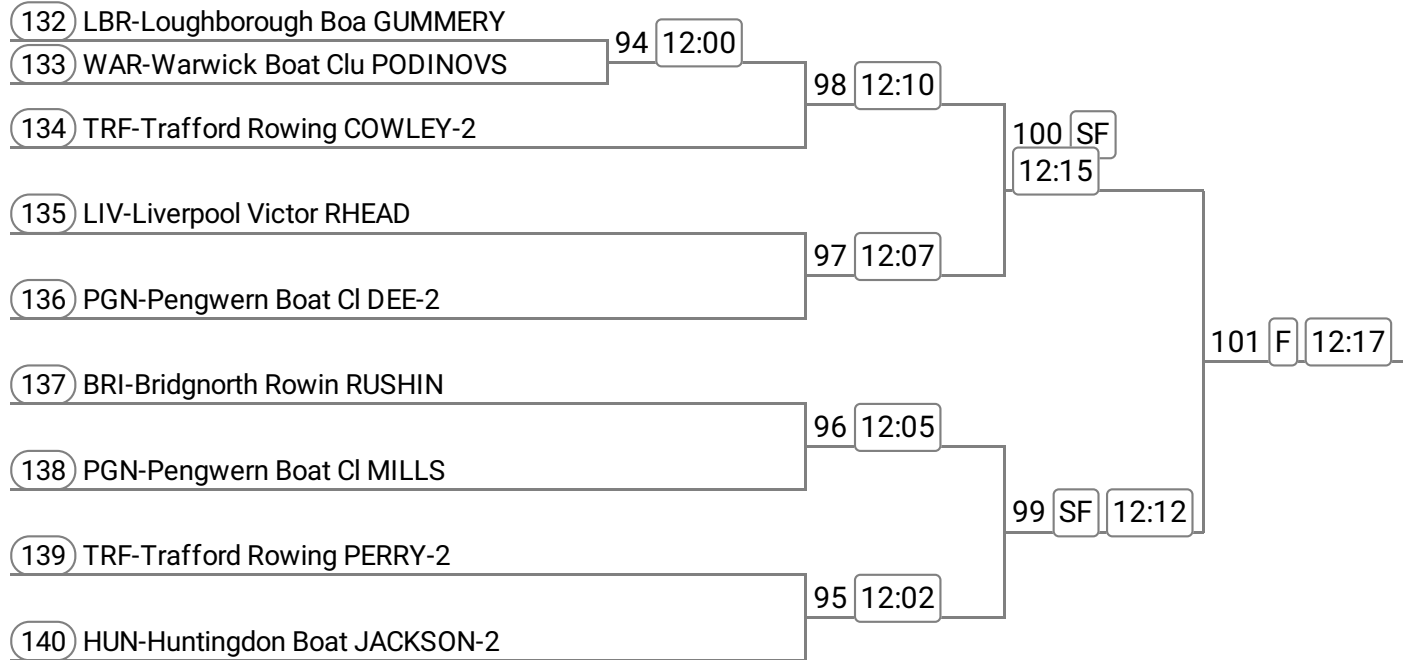 132 LBR-Loughborough Boa GUMMERY
94 12:00
133 WAR-Warwick Boat Clu PODINOVS
98 12:10
134 TRF-Trafford Rowing COWLEY-2
100 SF
12:15
135 LIV-Liverpool Victor RHEAD
97 12:07
136 PGN-Pengwern Boat Cl DEE-2
101 F 12:17
137 BRI-Bridgnorth Rowin RUSHIN
96 12:05
138 PGN-Pengwern Boat Cl MILLS
99 SF 12:12
139 TRF-Trafford Rowing PERRY-2
95 12:02
140 HUN-Huntingdon Boat JACKSON-2